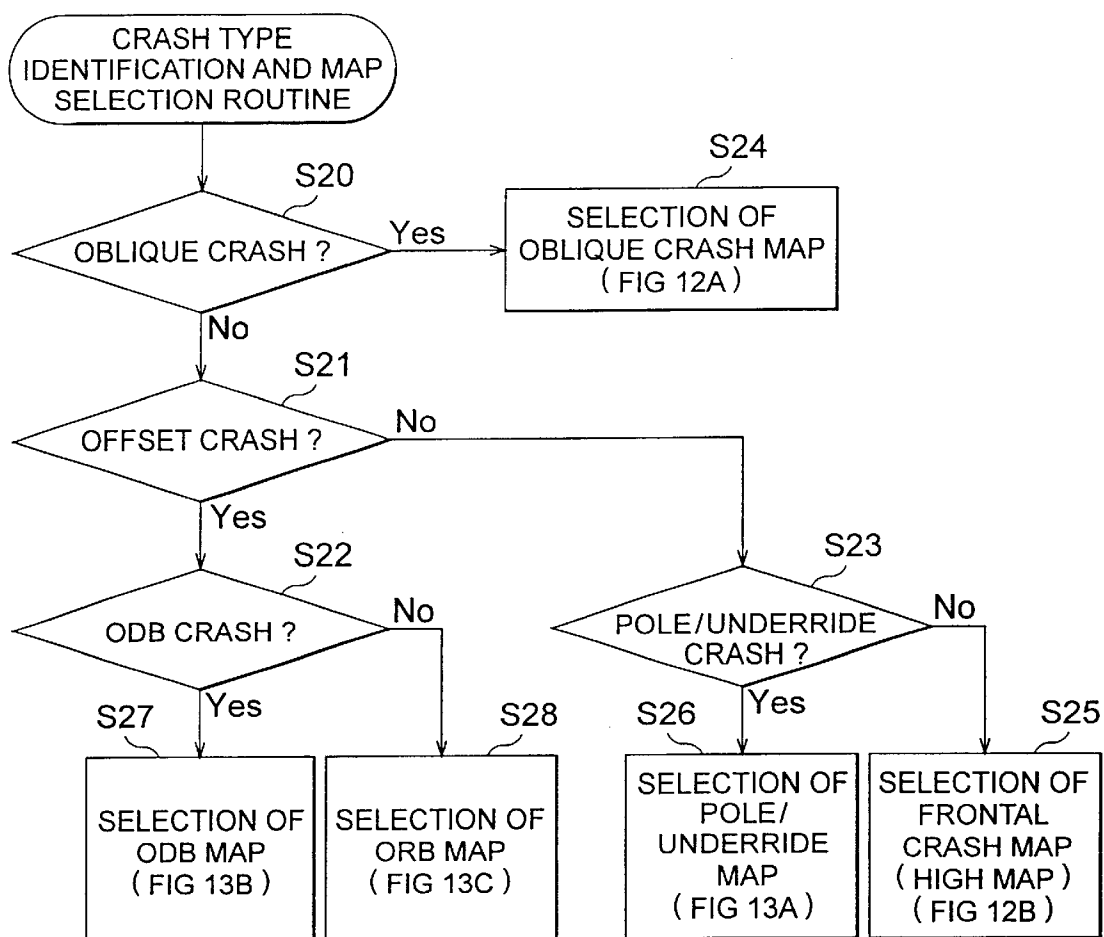 CRASH TYPE
IDENTIFICATION AND MAP
SELECTION ROUTINE
S20
OBLIQUE CRASH ?
Yes
No
S24
SELECTION OF
OBLIQUE CRASH MAP
( FIG 12A )
S21
OFFSET CRASH ?
No
Yes
S22
ODB CRASH ?
No
Yes
S23
POLE/UNDERRIDE
CRASH ?
No
Yes
S27
SELECTION OF
ODB MAP
( FIG 13B )
S28
SELECTION OF
ORB MAP
( FIG 13C )
S26
SELECTION OF
POLE/
UNDERRIDE
MAP
( FIG 13A )
S25
SELECTION OF
FRONTAL
CRASH MAP
( HIGH MAP )
( FIG 12B )